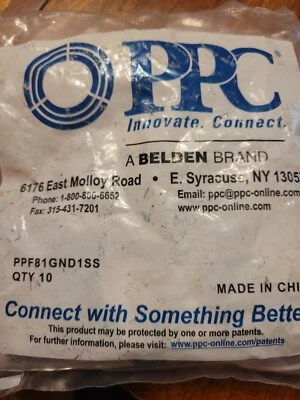 PPC
Innovate. Connect.
A BELDEN BRAND
6176 East Molloy Road • E. Syracuse, NY 1305
Phone: 1-800-800-6652 Email: ppc@ppc-online.com
Fax: 315-431-7201 www.ppc-online.com
PPF81GND1SS
QTY 10
MADE IN CHI
Connect with Something Bette
This product may be protected by one or more patents.
For further information, please visit: www.ppc-online.com/patents